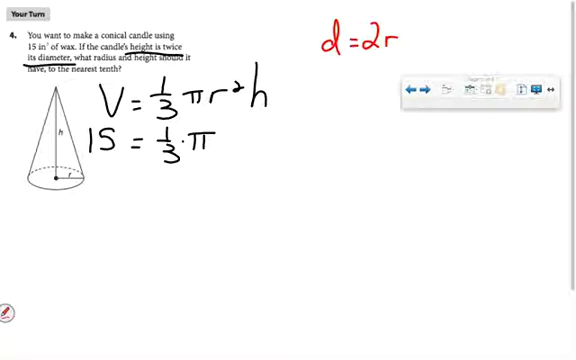 Your Turn
4. You want to make a conical candle using
15 in³ of wax. If the candle's height is twice
its diameter, what radius and height should it
have, to the nearest tenth?
d = 2r
V = 1/3 πr²h
15 = 1/3 · π
h
r